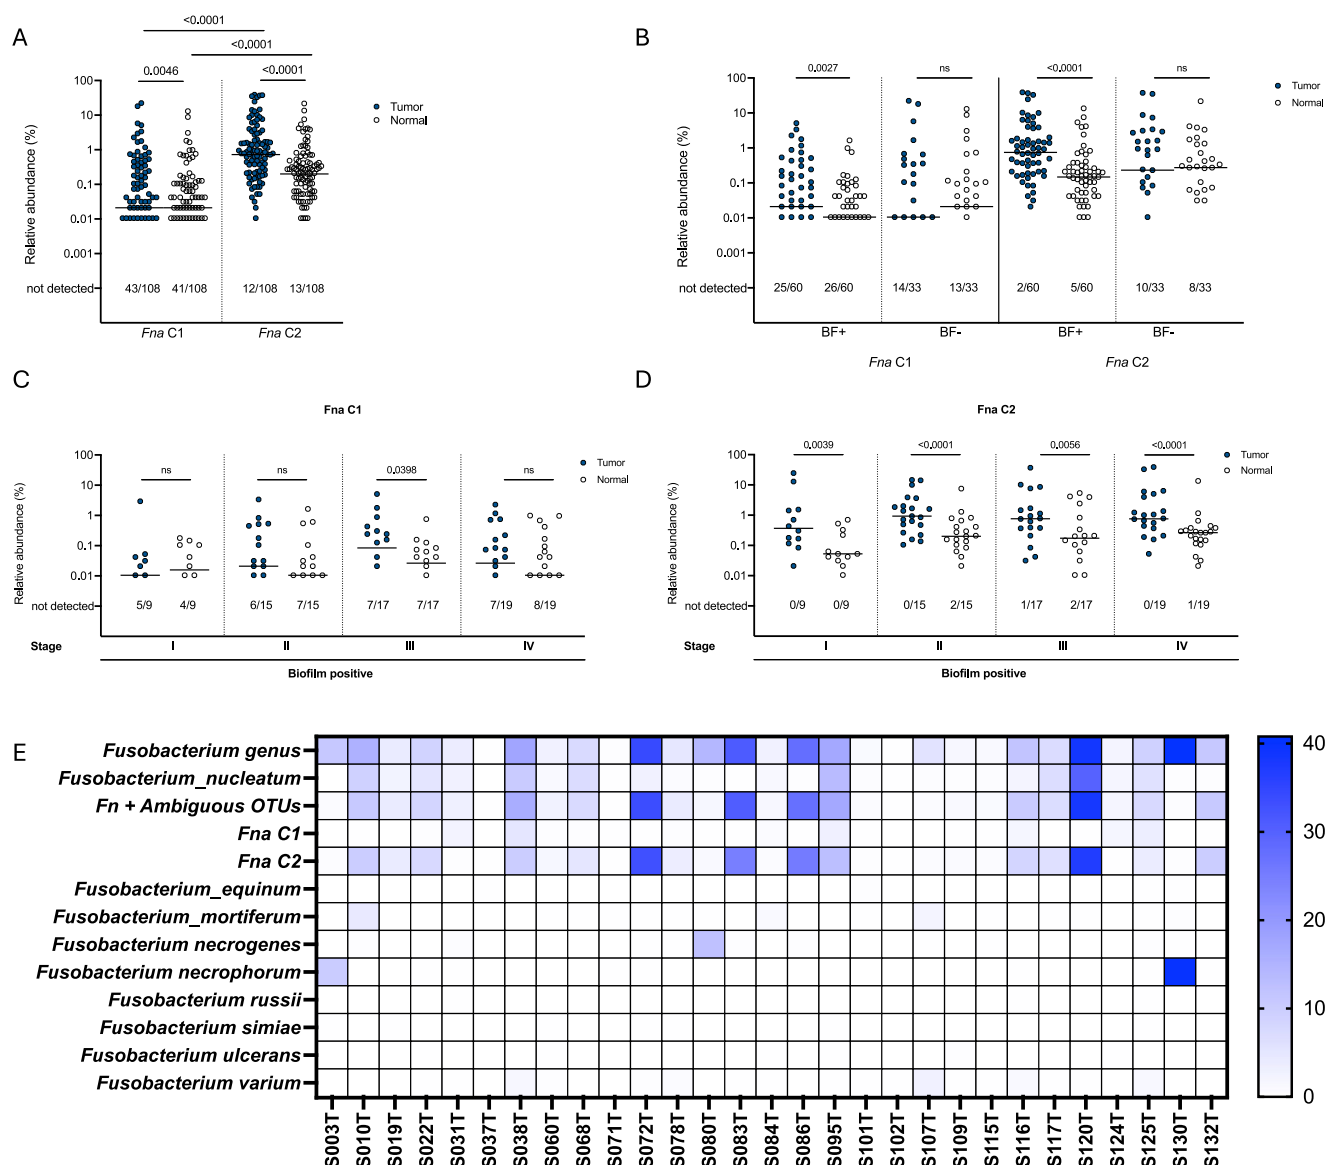 A
<0.0001
<0.0001
0.0046
<0.0001
100
10
1
0.1
0.01
0.001
Relative abundance (%)
Tumor
Normal
not detected
43/108 41/108 12/108 13/108
Fna C1 Fna C2
B
0.0027 ns <0.0001 ns
100
10
1
0.1
0.01
0.001
Relative abundance (%)
Tumor
Normal
not detected
25/60 26/60 14/33 13/33 2/60 5/60 10/33 8/33
BF+ BF- BF+ BF-
Fna C1 Fna C2
C
Fna C1
ns ns 0.0398 ns
100
10
1
0.1
0.01
Relative abundance (%)
Tumor
Normal
not detected
5/9 4/9 6/15 7/15 7/17 7/17 7/19 8/19
Stage I II III IV
Biofilm positive
D
Fna C2
0.0039 <0.0001 0.0056 <0.0001
100
10
1
0.1
0.01
Relative abundance (%)
Tumor
Normal
not detected
0/9 0/9 0/15 2/15 1/17 2/17 0/19 1/19
Stage I II III IV
Biofilm positive
E
Fusobacterium genus
Fusobacterium_nucleatum
Fn + Ambiguous OTUs
Fna C1
Fna C2
Fusobacterium_equinum
Fusobacterium_mortiferum
Fusobacterium necrogenes
Fusobacterium necrophorum
Fusobacterium russii
Fusobacterium simiae
Fusobacterium ulcerans
Fusobacterium varium
S003T S010T S019T S022T S031T S037T S038T S060T S068T S071T S072T S078T S080T S083T S084T S086T S095T S101T S102T S107T S109T S115T S116T S117T S120T S124T S125T S130T S132T
40
30
20
10
0